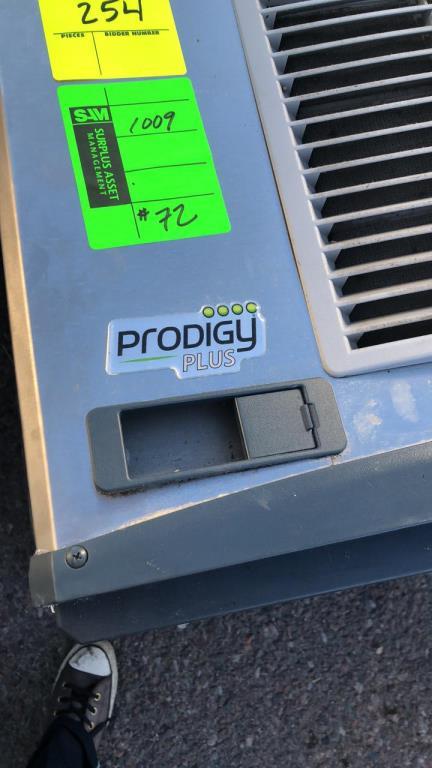 254
PIECES BIDDER NUMBER
SAM
SURPLUS ASSET
MANAGEMENT
1009
#72
PRODIGY
PLUS